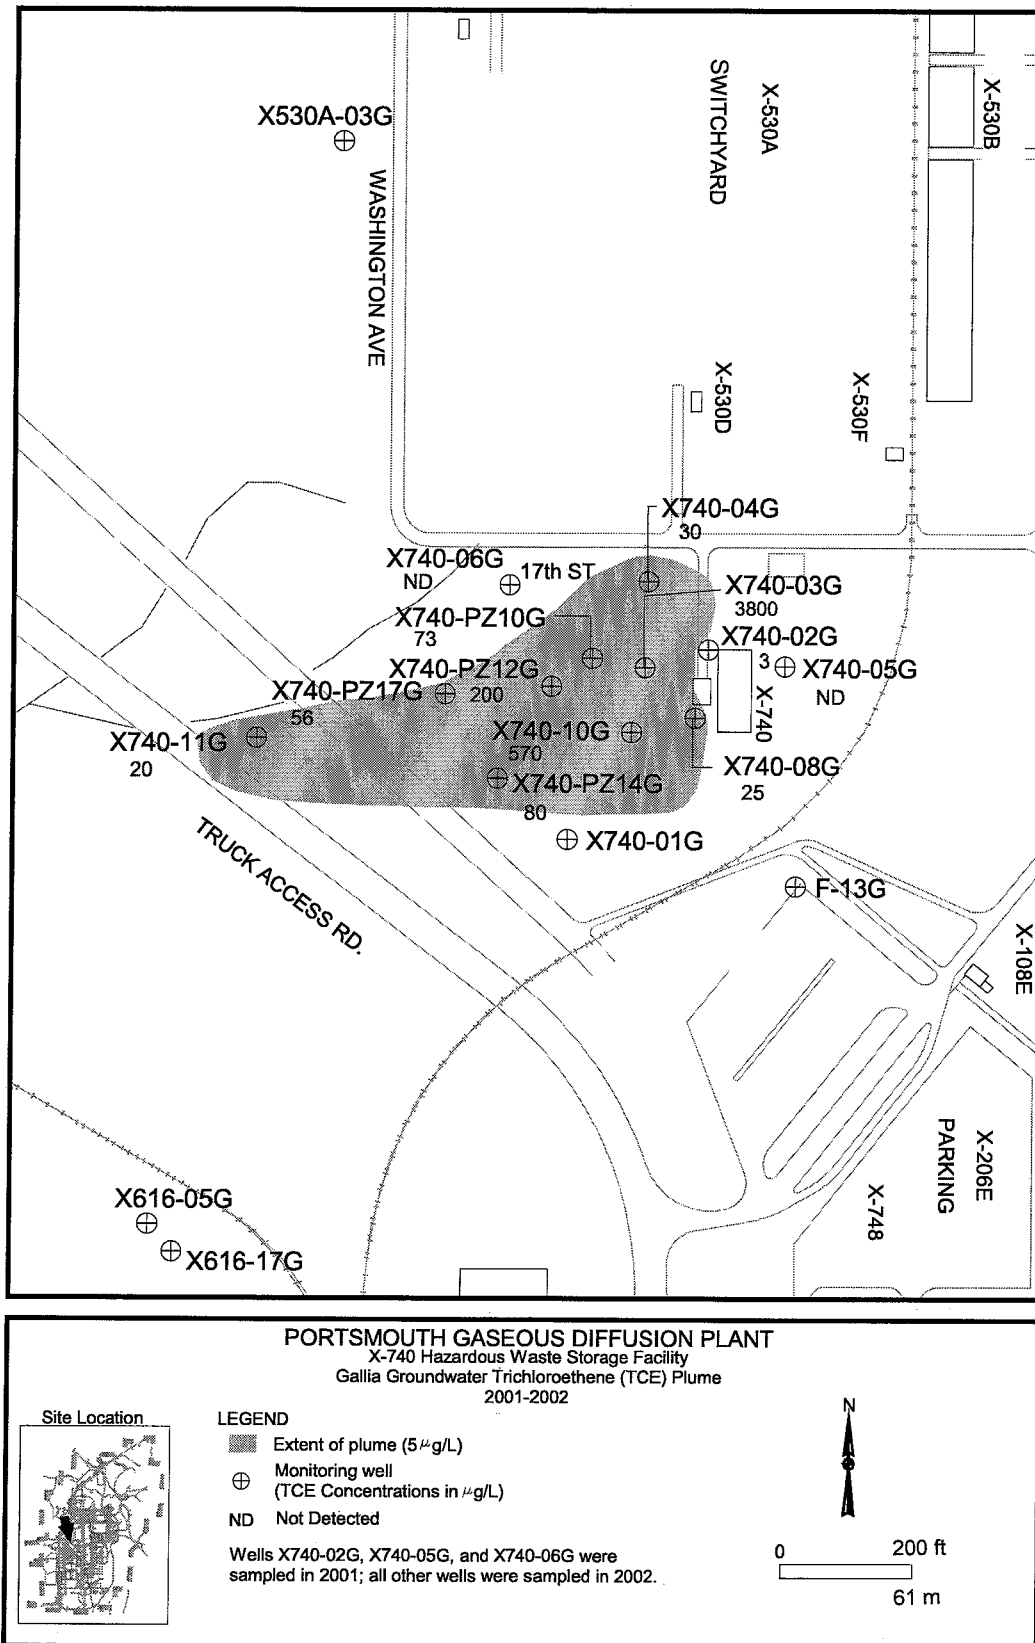 X530A-03G
SWITCHYARD
X-530A
X-530B
WASHINGTON AVE
X-530D
X-530F
X740-04G
30
X740-06G
ND
17th ST
X740-03G
3800
X740-PZ10G
73
X740-02G
3
X740-PZ12G
200
X740-05G
ND
X740-PZ17G
56
X-740
X740-11G
20
X740-10G
570
X740-08G
25
X740-PZ14G
80
X740-01G
TRUCK ACCESS RD.
F-13G
X-108E
X-206E
PARKING
X-748
X616-05G
X616-17G
PORTSMOUTH GASEOUS DIFFUSION PLANT
X-740 Hazardous Waste Storage Facility
Gallia Groundwater Trichloroethene (TCE) Plume
2001-2002
Site Location
LEGEND
Extent of plume (5 μg/L)
Monitoring well
(TCE Concentrations in μg/L)
ND Not Detected
Wells X740-02G, X740-05G, and X740-06G were
sampled in 2001; all other wells were sampled in 2002.
N
0 200 ft
61 m